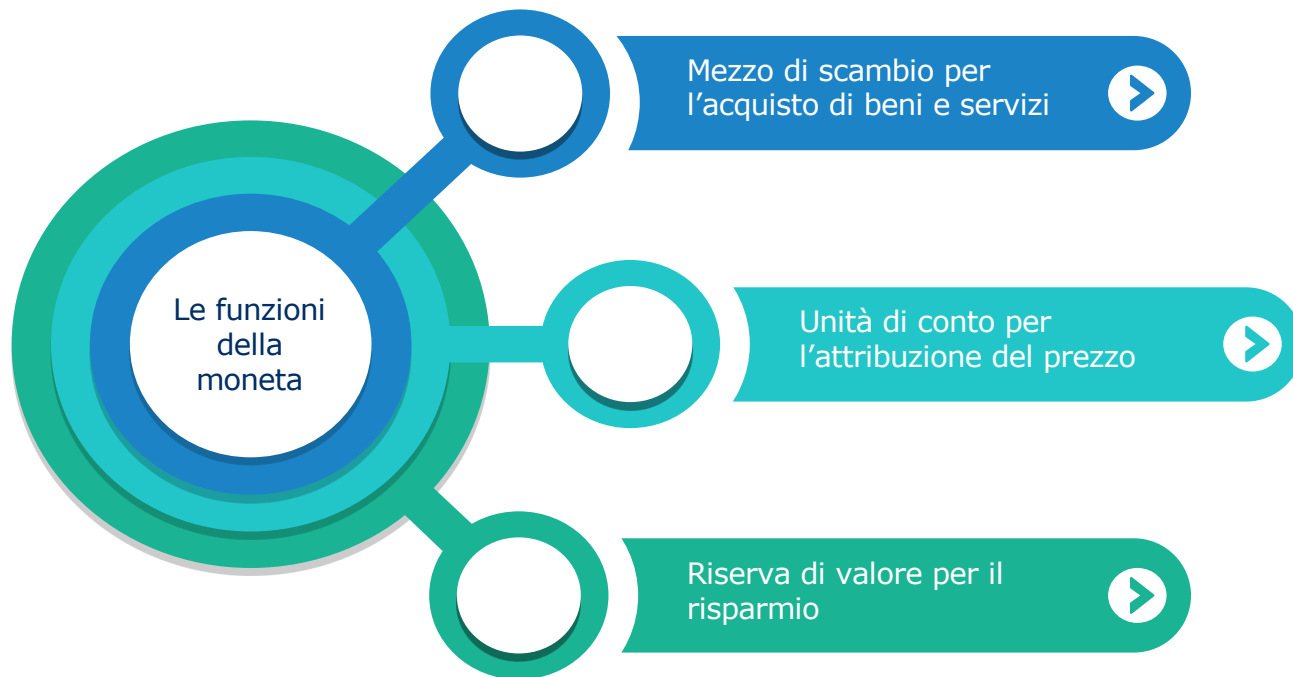 Mezzo di scambio per
l’acquisto di beni e servizi
Le funzioni
della
moneta
Unità di conto per
l’attribuzione del prezzo
Riserva di valore per il
risparmio